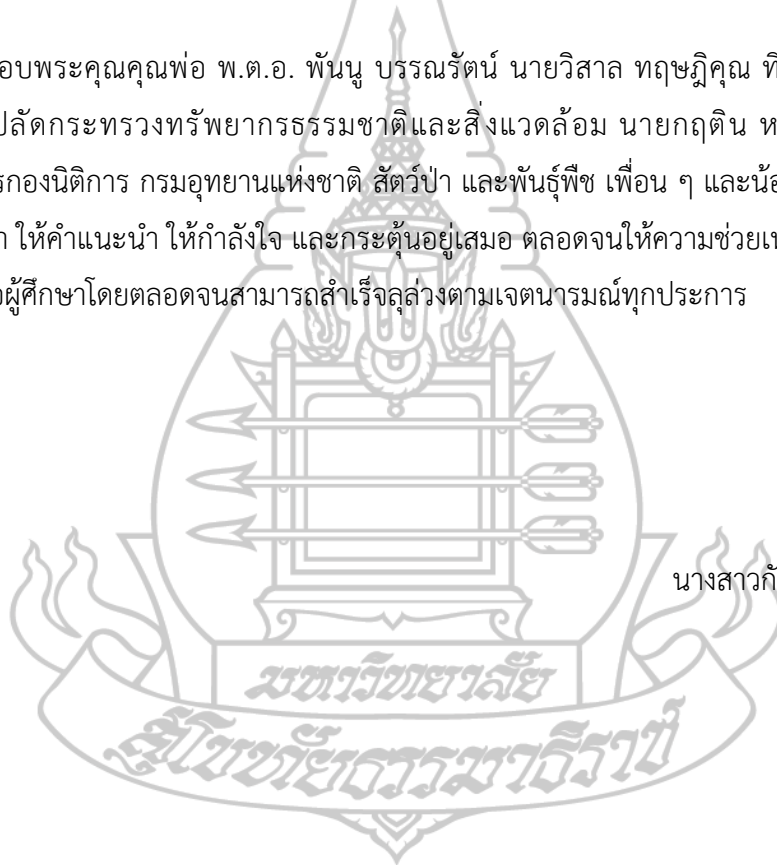 อบพระคุณคุณพ่อ พ.ต.อ. พันนู บรรณรัตน์ นายวิสาล ทฤษฎิคุณ ที
ปลัดกระทรวงทรัพยากรธรรมชาติและสิ่งแวดล้อม นายกฤติน ห
รกองนิติการ กรมอุทยานแห่งชาติ สัตว์ป่า และพันธุ์พืช เพื่อน ๆ และน้อ
า ให้คำแนะนำ ให้กำลังใจ และกระตุ้นอยู่เสมอ ตลอดจนให้ความช่วยเห
อผู้ศึกษาโดยตลอดจนสามารถสำเร็จลุล่วงตามเจตนารมณ์ทุกประการ
นางสาวกั
มหาวิทยาลัย
สุโขทัยธรรมาธิราช